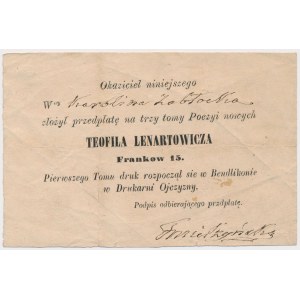 Okaziciel niniejszego
W-a Karolina Zabłocka
złożył przedpłatę na trzy tomy Poezyi nowych
TEOFILA LENARTOWICZA
Franków 15.
Pierwszego Tomu druk rozpoczął się w Bendlikonie
w Drukarni Ojczyzny.
Podpis odbierającego przedpłatę